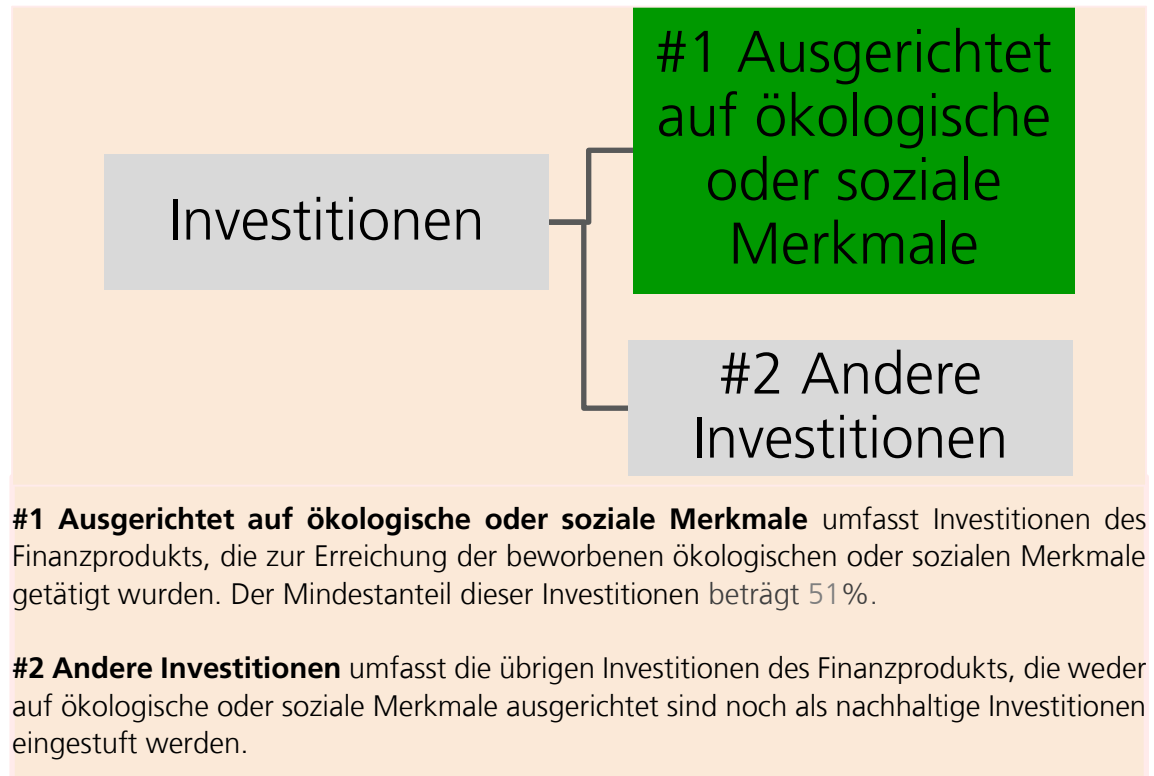 #1 Ausgerichtet
auf ökologische
oder soziale
Merkmale
Investitionen
#2 Andere
Investitionen
#1 Ausgerichtet auf ökologische oder soziale Merkmale umfasst Investitionen des
Finanzprodukts, die zur Erreichung der beworbenen ökologischen oder sozialen Merkmale
getätigt wurden. Der Mindestanteil dieser Investitionen beträgt 51%.
#2 Andere Investitionen umfasst die übrigen Investitionen des Finanzprodukts, die weder
auf ökologische oder soziale Merkmale ausgerichtet sind noch als nachhaltige Investitionen
eingestuft werden.